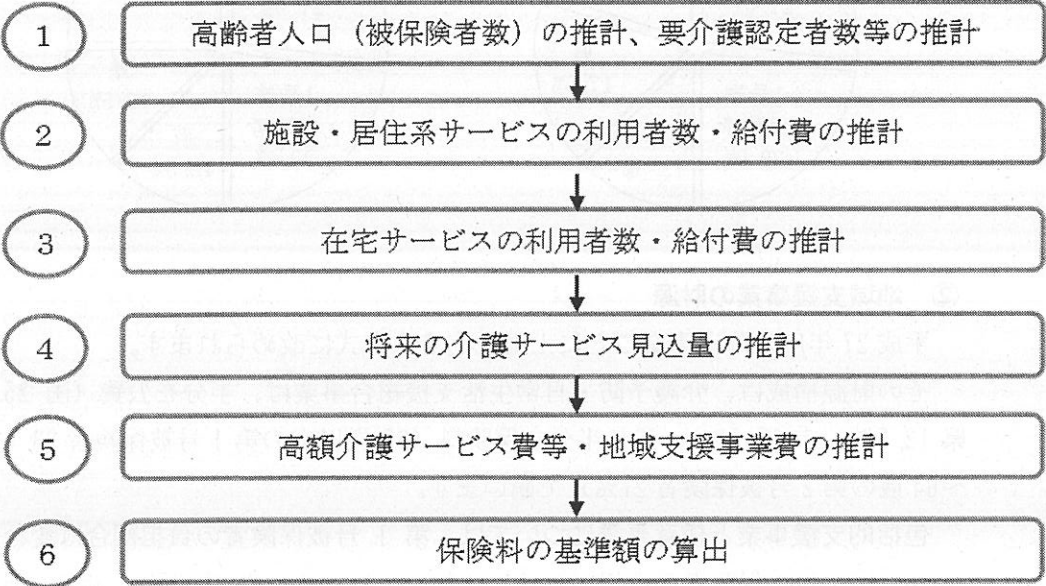 1 高齢者人口（被保険者数）の推計、要介護認定者数等の推計
2 施設・居住系サービスの利用者数・給付費の推計
3 在宅サービスの利用者数・給付費の推計
4 将来の介護サービス見込量の推計
5 高額介護サービス費等・地域支援事業費の推計
6 保険料の基準額の算出